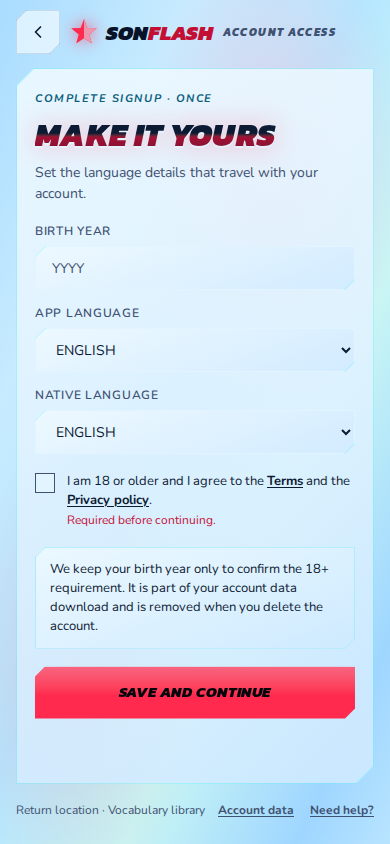 SONFLASH ACCOUNT ACCESS
COMPLETE SIGNUP · ONCE
MAKE IT YOURS
Set the language details that travel with your
account.
BIRTH YEAR
YYYY
APP LANGUAGE
ENGLISH
NATIVE LANGUAGE
ENGLISH
I am 18 or older and I agree to the Terms and the
Privacy policy.
Required before continuing.
We keep your birth year only to confirm the 18+
requirement. It is part of your account data
download and is removed when you delete the
account.
SAVE AND CONTINUE
Return location · Vocabulary library Account data Need help?